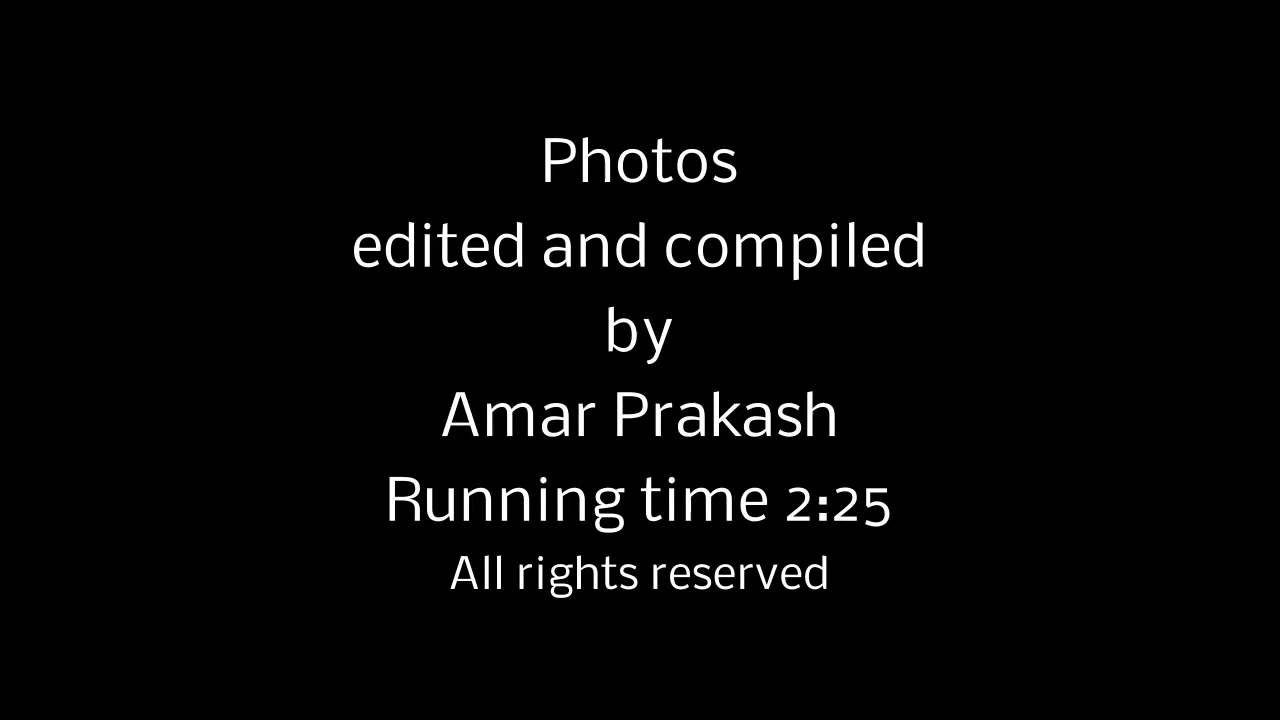 Photos
edited and compiled
by
Amar Prakash
Running time 2:25
All rights reserved